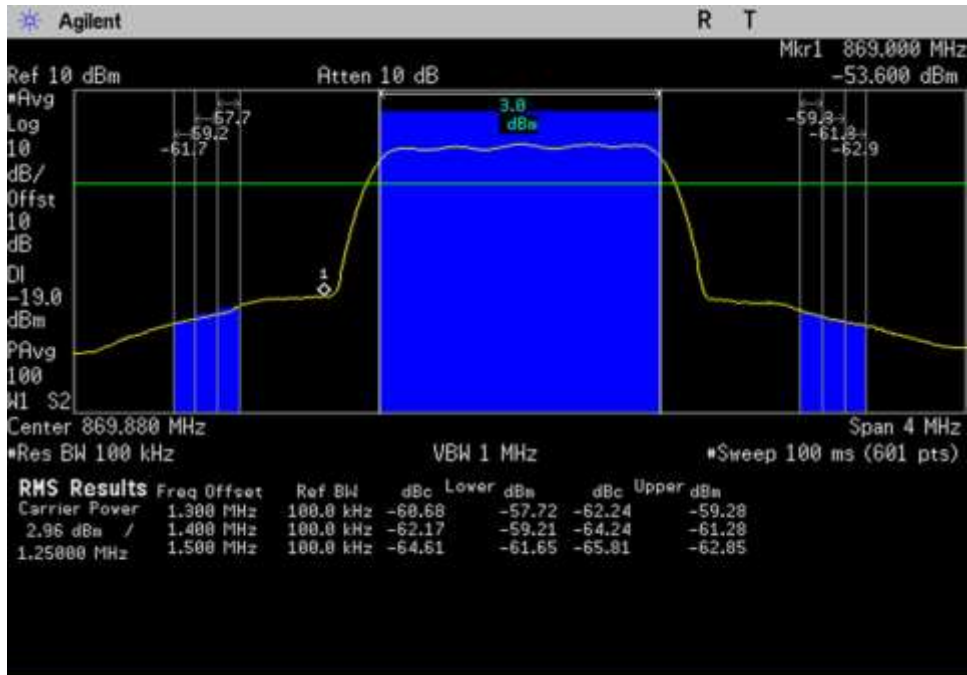 Agilent R T
Mkr1 869.000 MHz
Ref 10 dBm Atten 10 dB -53.600 dBm
#Avg
Log
10
dB/
Offst
10
dB
DI
-19.0
dBm
PAvg
100
W1 S2
3.0
dBm
-57.7
-59.2
-61.7
-59.3
-61.3
-62.9
1
Center 869.880 MHz Span 4 MHz
#Res BW 100 kHz VBW 1 MHz #Sweep 100 ms (601 pts)
RMS Results Freq Offset Ref BW dBc Lower dBm dBc Upper dBm
Carrier Power 1.300 MHz 100.0 kHz -60.68 -57.72 -62.24 -59.28
2.96 dBm / 1.400 MHz 100.0 kHz -62.17 -59.21 -64.24 -61.28
1.25000 MHz 1.500 MHz 100.0 kHz -64.61 -61.65 -65.81 -62.85